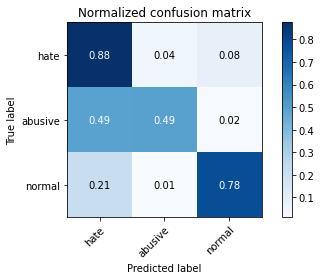 Normalized confusion matrix
True label
hate 0.88 0.04 0.08
abusive 0.49 0.49 0.02
normal 0.21 0.01 0.78
hate abusive normal
Predicted label
0.8
0.7
0.6
0.5
0.4
0.3
0.2
0.1